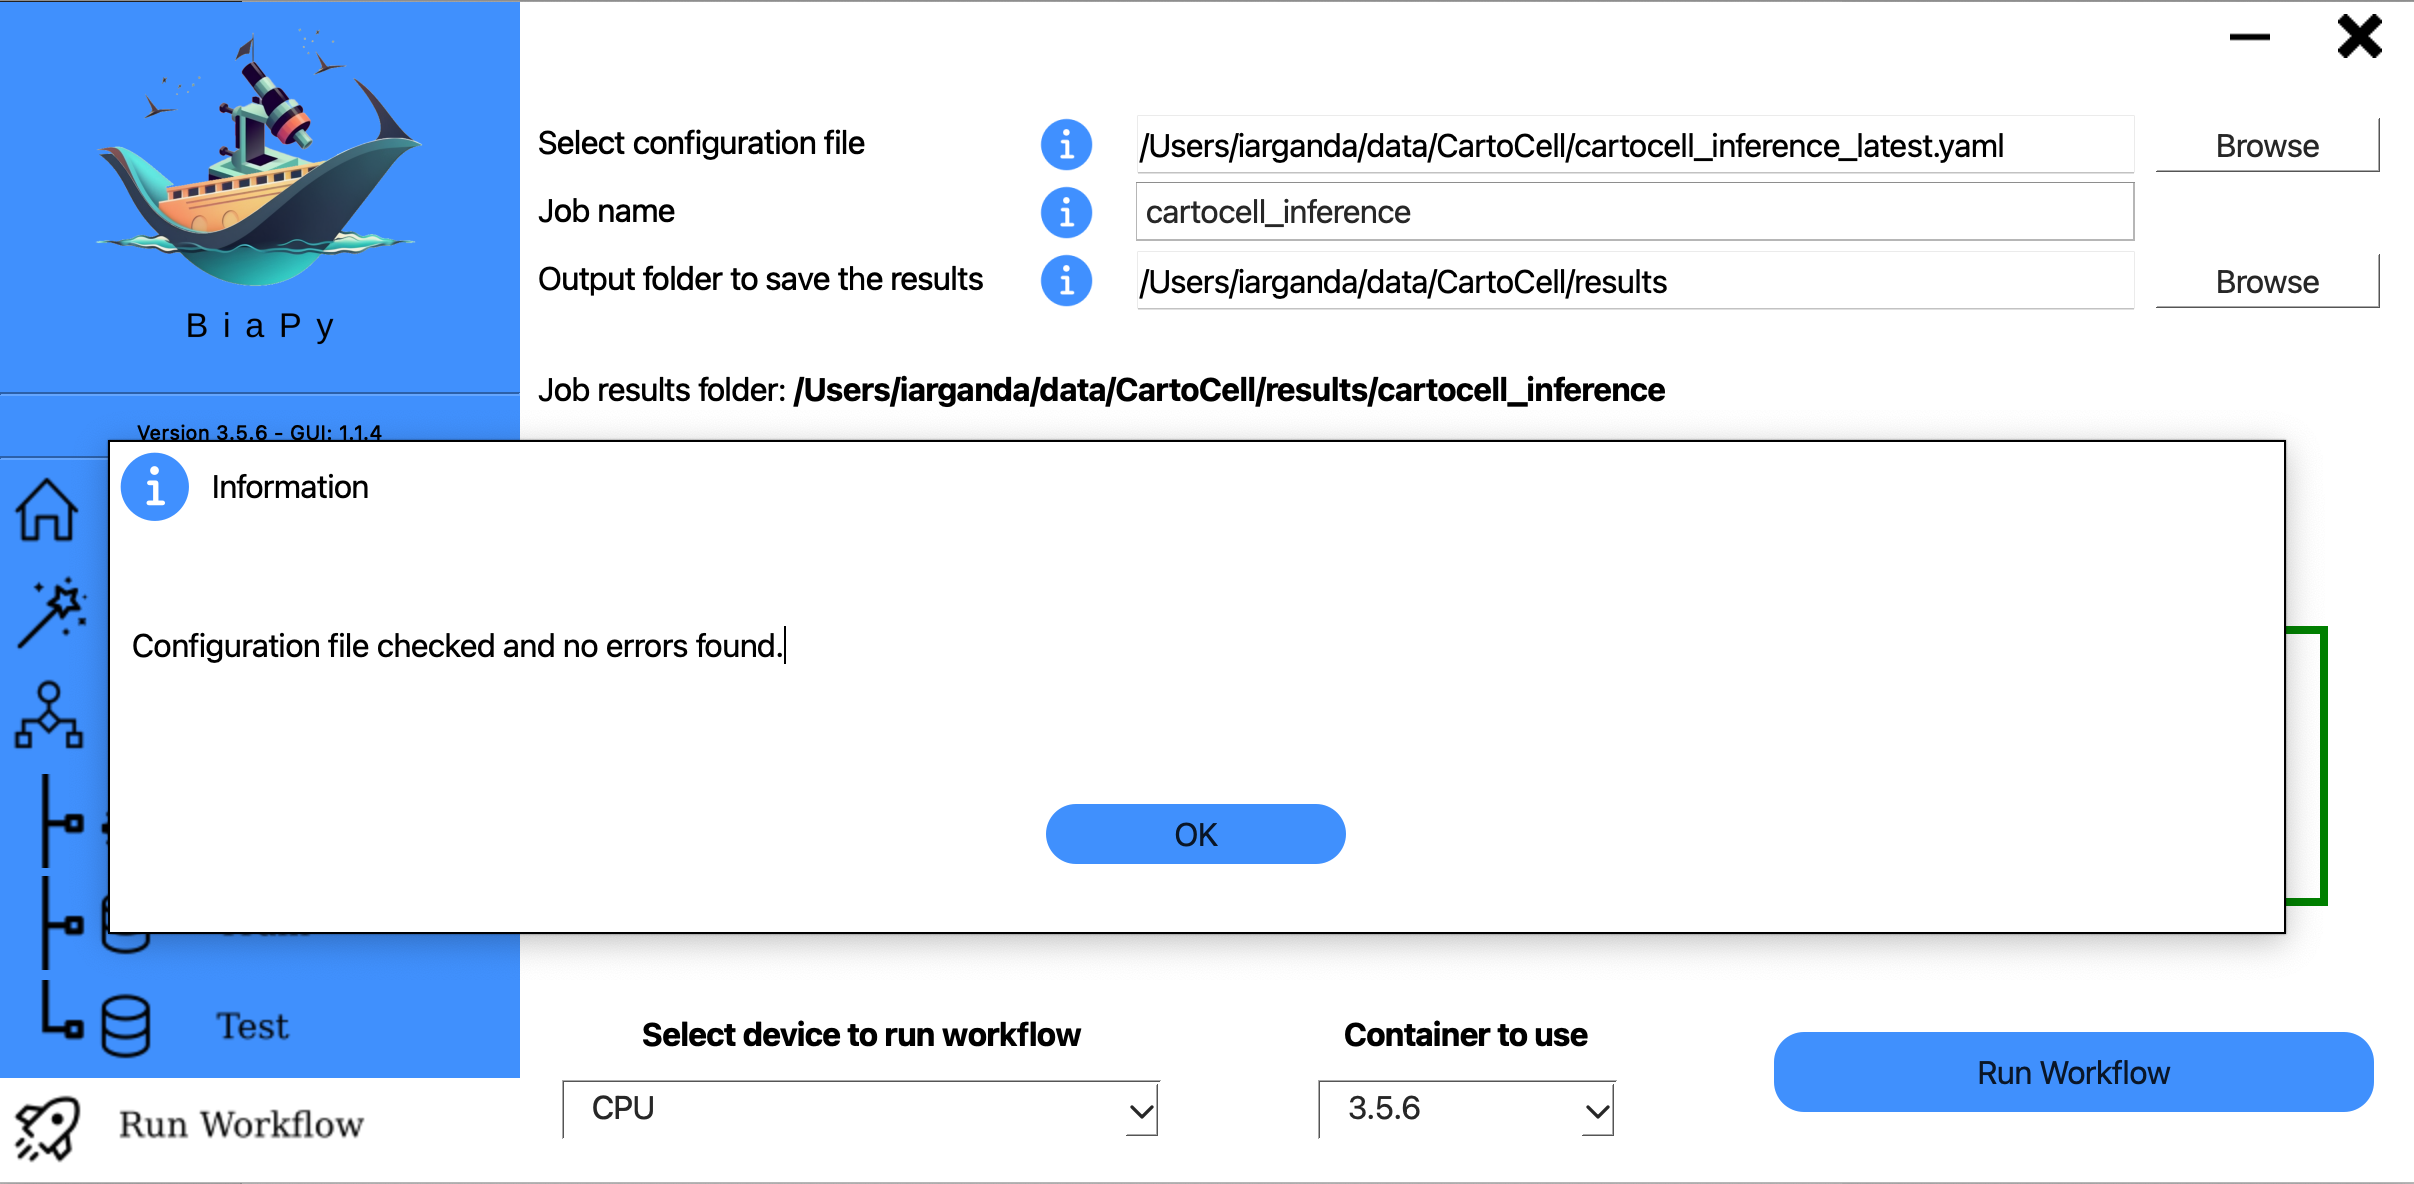 BiaPy
Version 3.5.6 - GUI: 1.1.4
Select configuration file
/Users/iarganda/data/CartoCell/cartocell_inference_latest.yaml
Browse
Job name
cartocell_inference
Output folder to save the results
/Users/iarganda/data/CartoCell/results
Browse
Job results folder: /Users/iarganda/data/CartoCell/results/cartocell_inference
Information
Configuration file checked and no errors found.
OK
Test
Run Workflow
Select device to run workflow
CPU
Container to use
3.5.6
Run Workflow